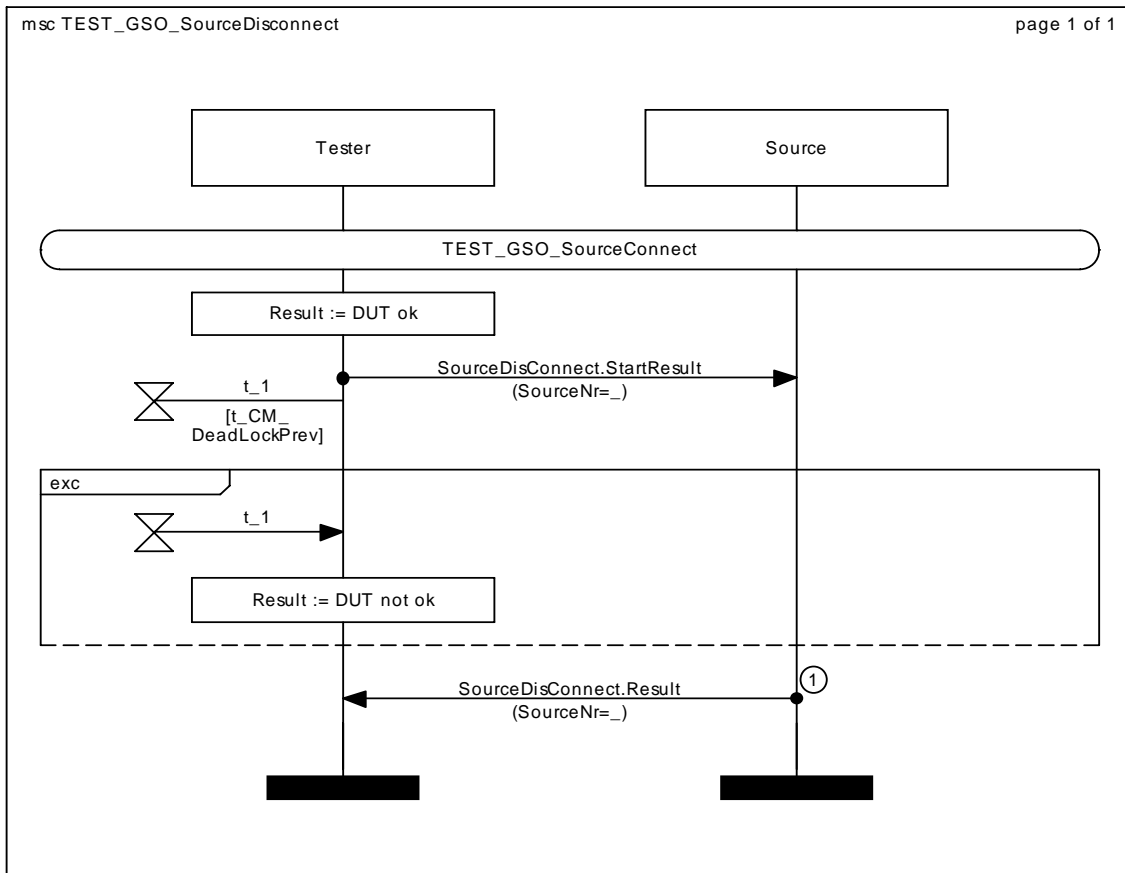 msc TEST_GSO_SourceDisconnect
page 1 of 1
Tester
Source
TEST_GSO_SourceConnect
Result := DUT ok
SourceDisConnect.StartResult
(SourceNr=_)
t_1
[t_CM_
DeadLockPrev]
exc
t_1
Result := DUT not ok
1
SourceDisConnect.Result
(SourceNr=_)